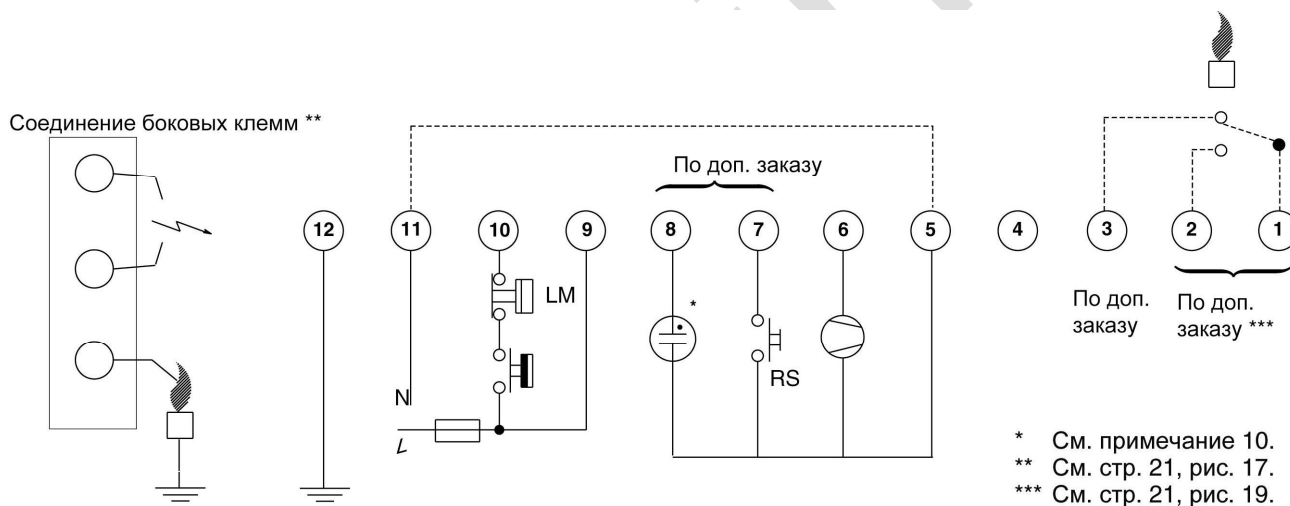 Соединение боковых клемм **
По доп. заказу
12 11 10 9 8 7 6 5 4 3 2 1
LM
*
По доп.
заказу
По доп.
заказу ***
RS
N
L
* См. примечание 10.
** См. стр. 21, рис. 17.
*** См. стр. 21, рис. 19.